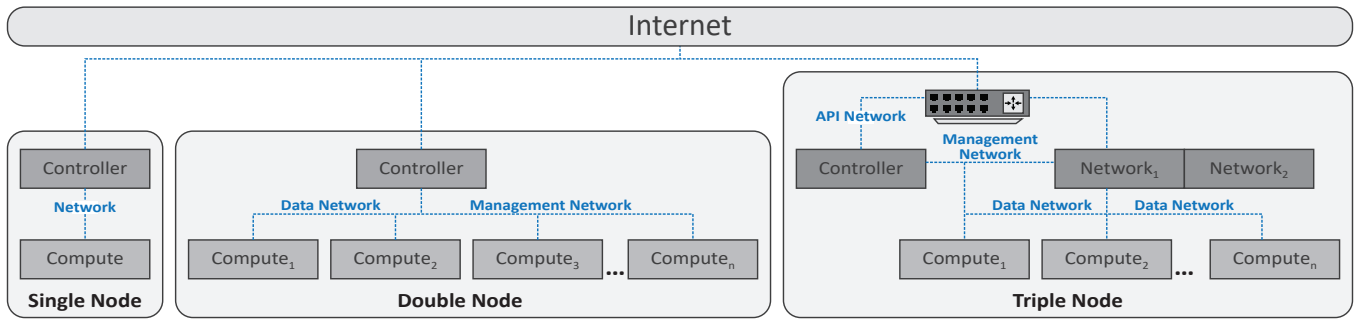 Internet
API Network
Management
Network
Controller
Controller
Controller
Network₁
Network₂
Network
Data Network
Management Network
Data Network
Data Network
Compute
Compute₁
Compute₂
Compute₃
...
Computeₙ
Compute₁
Compute₂
...
Computeₙ
Single Node
Double Node
Triple Node